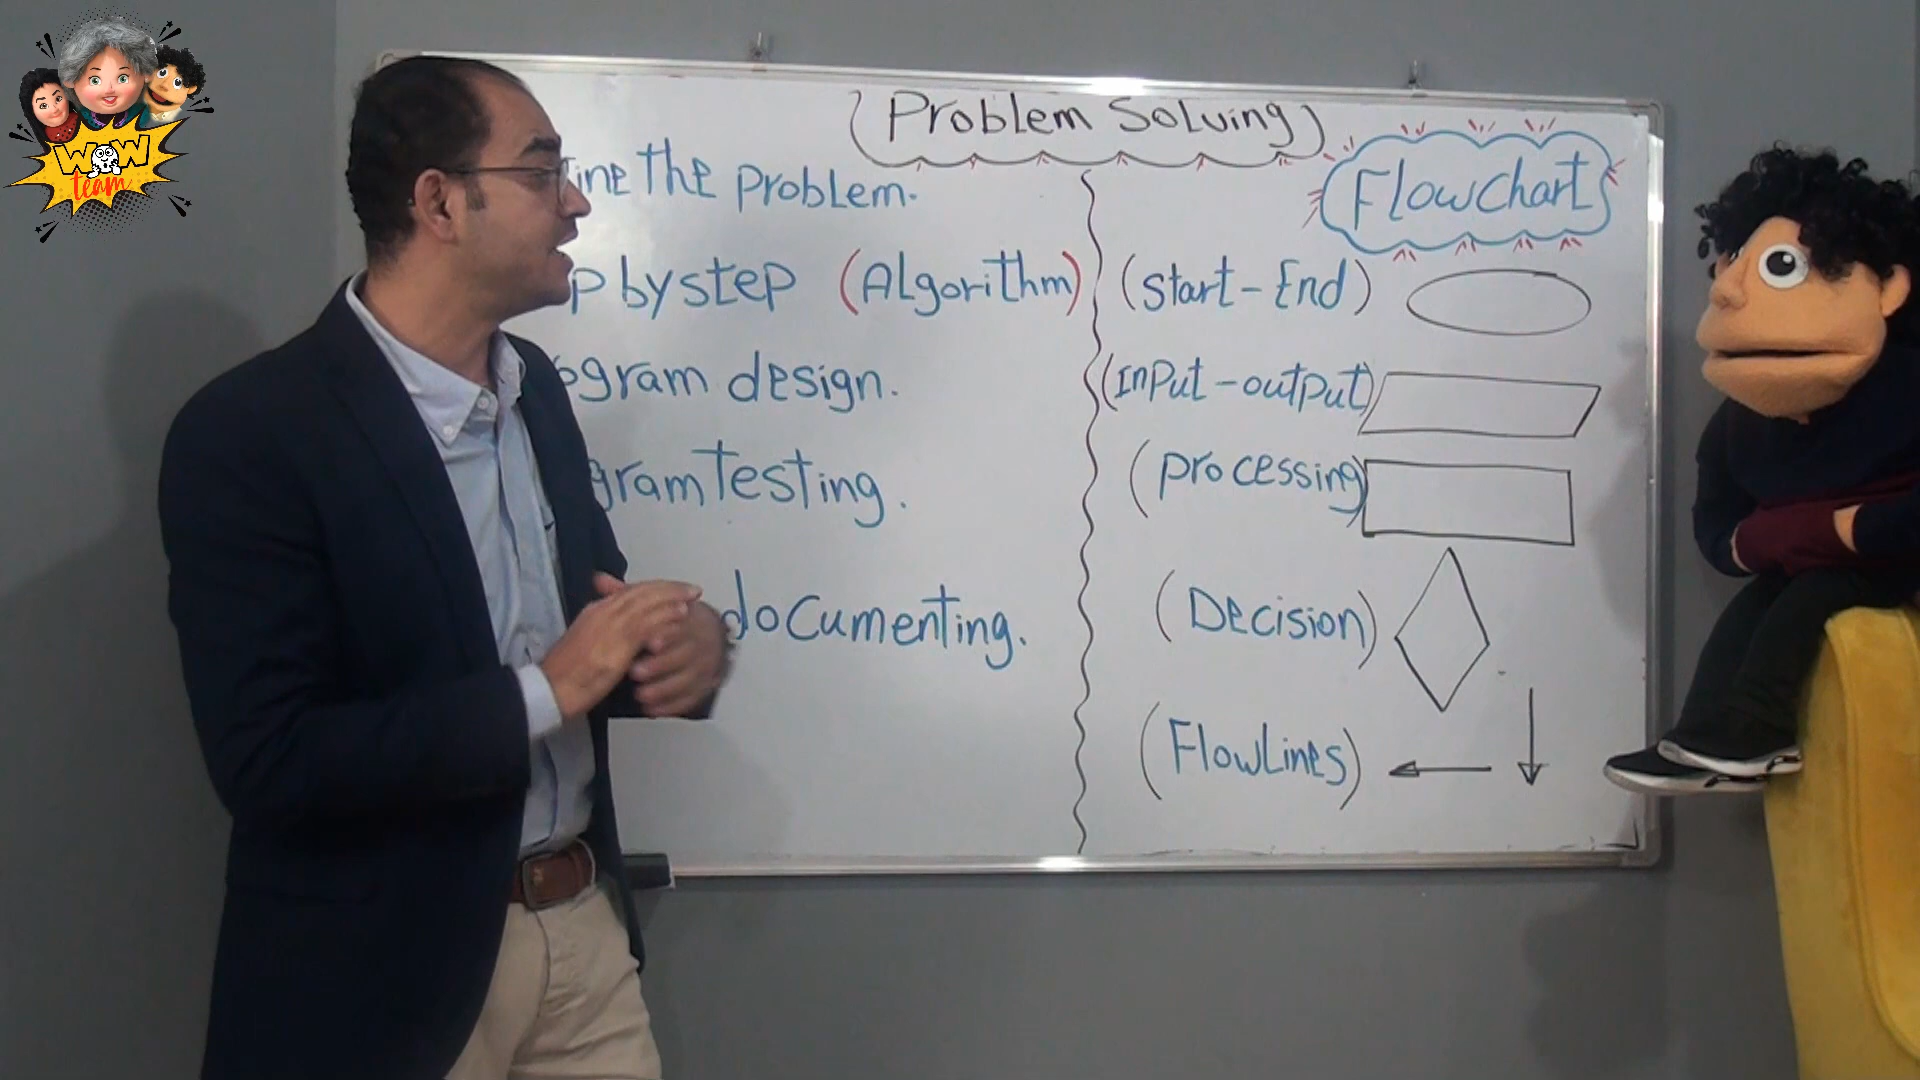 WOW
team
Problem Solving
ine the problem.
p by step (Algorithm)
ogram design.
gram Testing.
documenting.
Flowchart
(Start - End)
(Input - output)
(processing)
(Decision)
(FlowLines)